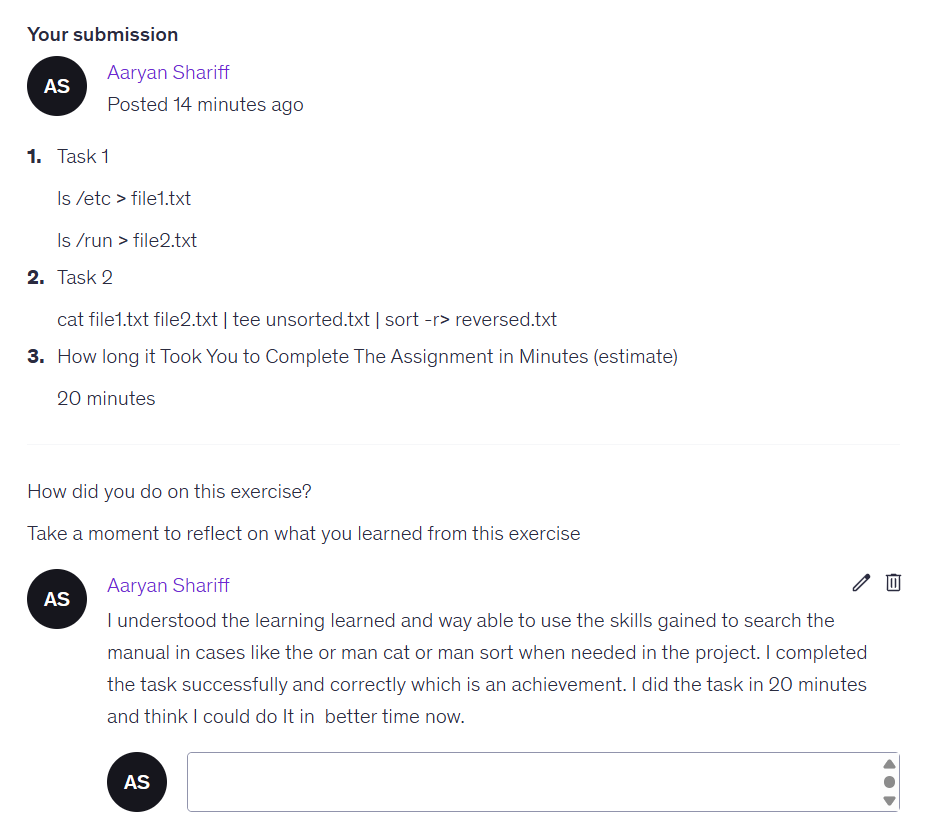 Your submission
AS
Aaryan Shariff
Posted 14 minutes ago
1. Task 1
ls /etc > file1.txt
ls /run > file2.txt
2. Task 2
cat file1.txt file2.txt | tee unsorted.txt | sort -r> reversed.txt
3. How long it Took You to Complete The Assignment in Minutes (estimate)
20 minutes
How did you do on this exercise?
Take a moment to reflect on what you learned from this exercise
AS
Aaryan Shariff
I understood the learning learned and way able to use the skills gained to search the
manual in cases like the or man cat or man sort when needed in the project. I completed
the task successfully and correctly which is an achievement. I did the task in 20 minutes
and think I could do It in  better time now.
AS